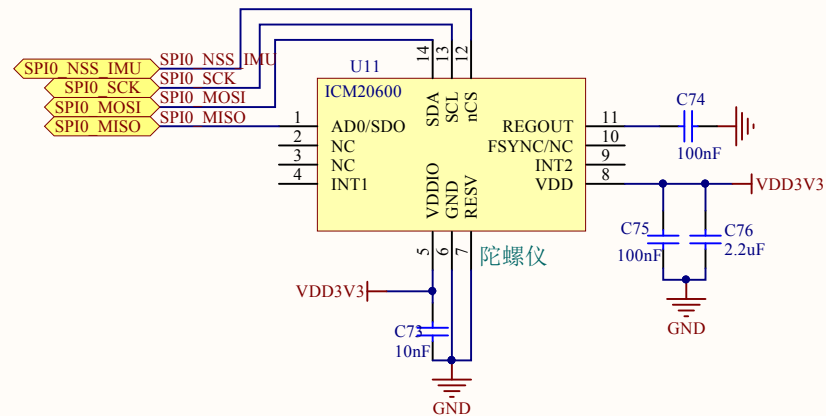 SPI0_NSS_IMU
SPI0_SCK
SPI0_MOSI
SPI0_MISO
SPI0_NSS_IMU
SPI0_SCK
SPI0_MOSI
SPI0_MISO
14
13
12
U11
ICM20600
SDA
SCL
nCS
1
AD0/SDO
2
NC
3
NC
4
INT1
REGOUT
11
FSYNC/NC
10
INT2
9
VDD
8
VDDIO
GND
RESV
5
6
7
陀螺仪
C74
100nF
VDD3V3
C75
100nF
C76
2.2uF
GND
VDD3V3
C73
10nF
GND